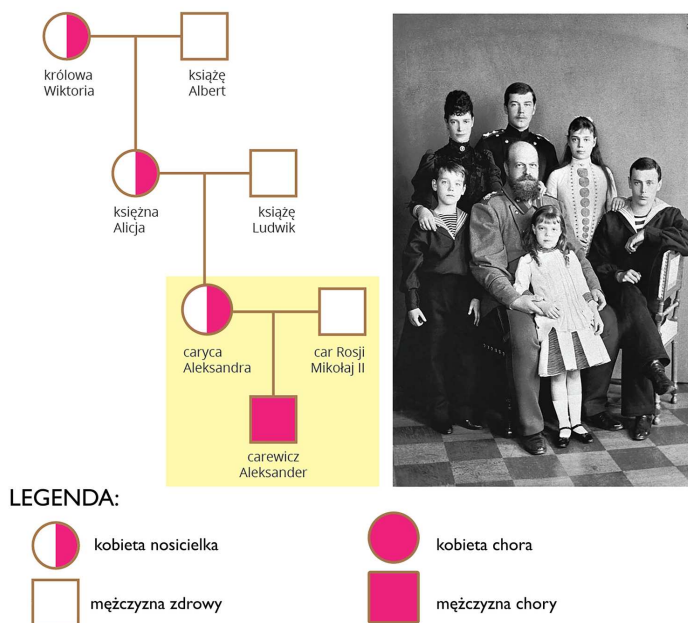 królowa
Wiktoria
książę
Albert
księżna
Alicja
książę
Ludwik
caryca
Aleksandra
car Rosji
Mikołaj II
carewicz
Aleksander
LEGENDA:
kobieta nosicielka
kobieta chora
mężczyzna zdrowy
mężczyzna chory